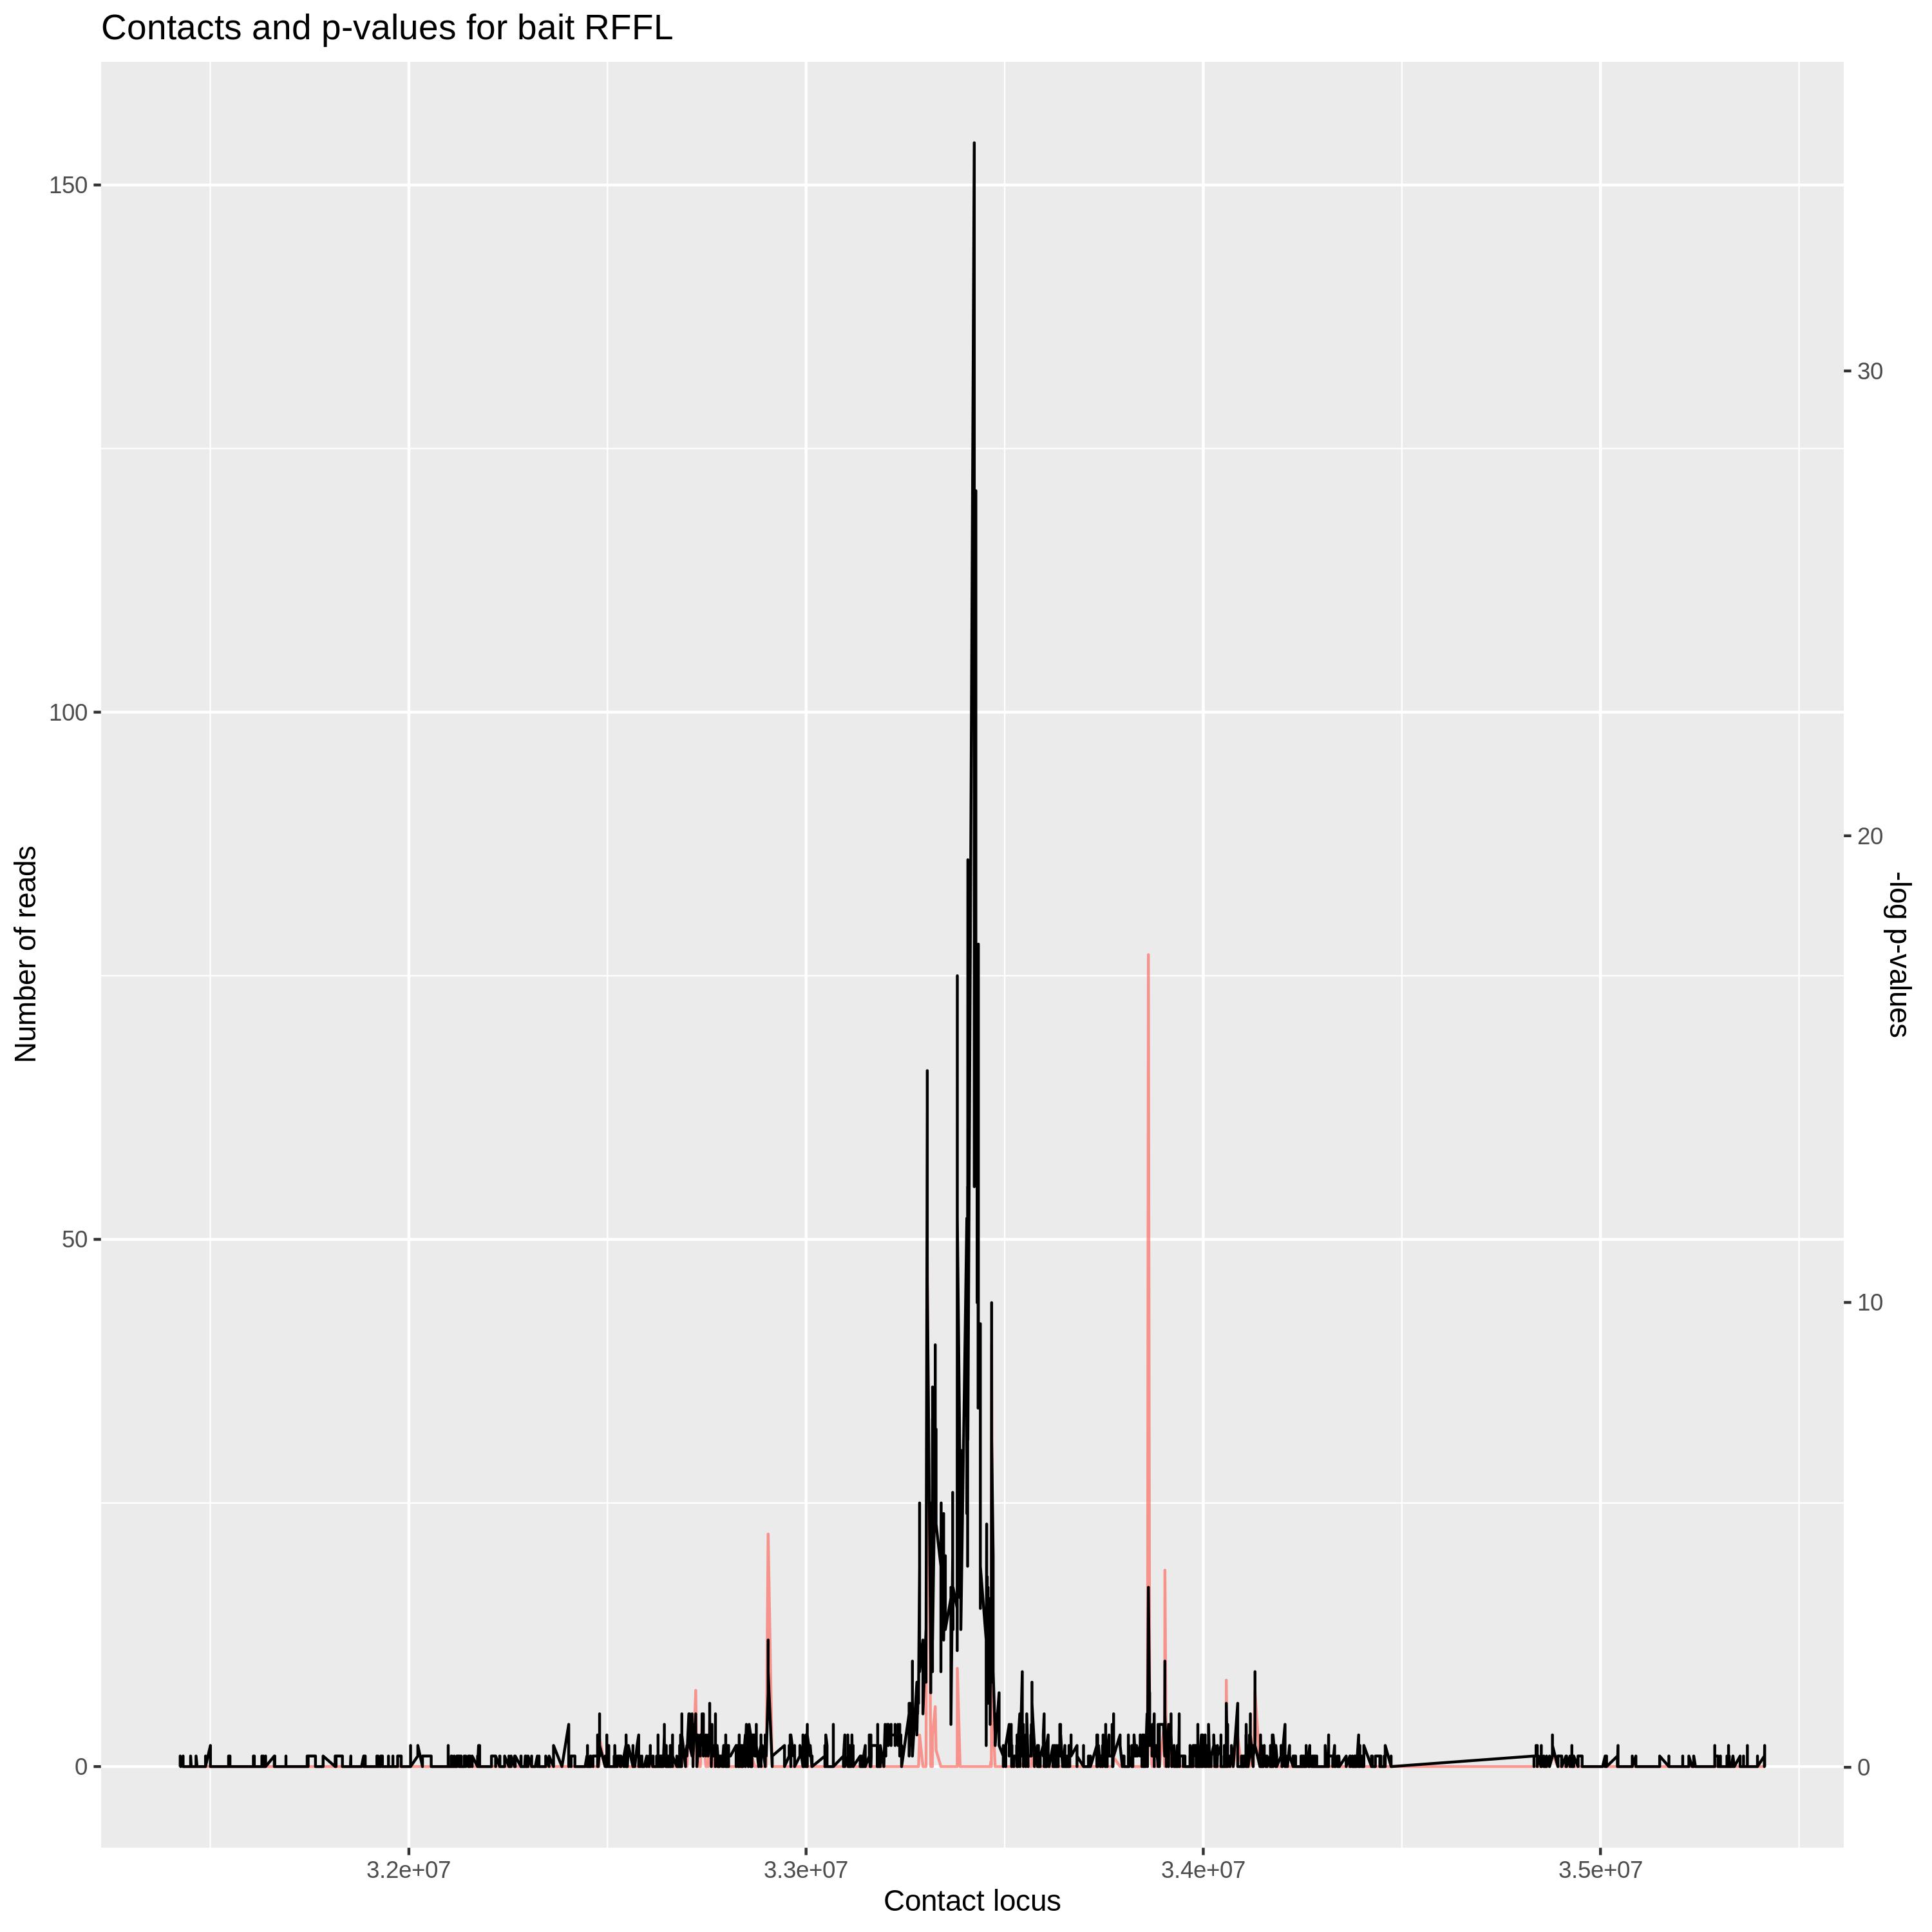 Contacts and p-values for bait RFFL
150
100
50
0
Number of reads
30
20
10
0
-log p-values
3.2e+07
3.3e+07
3.4e+07
3.5e+07
Contact locus